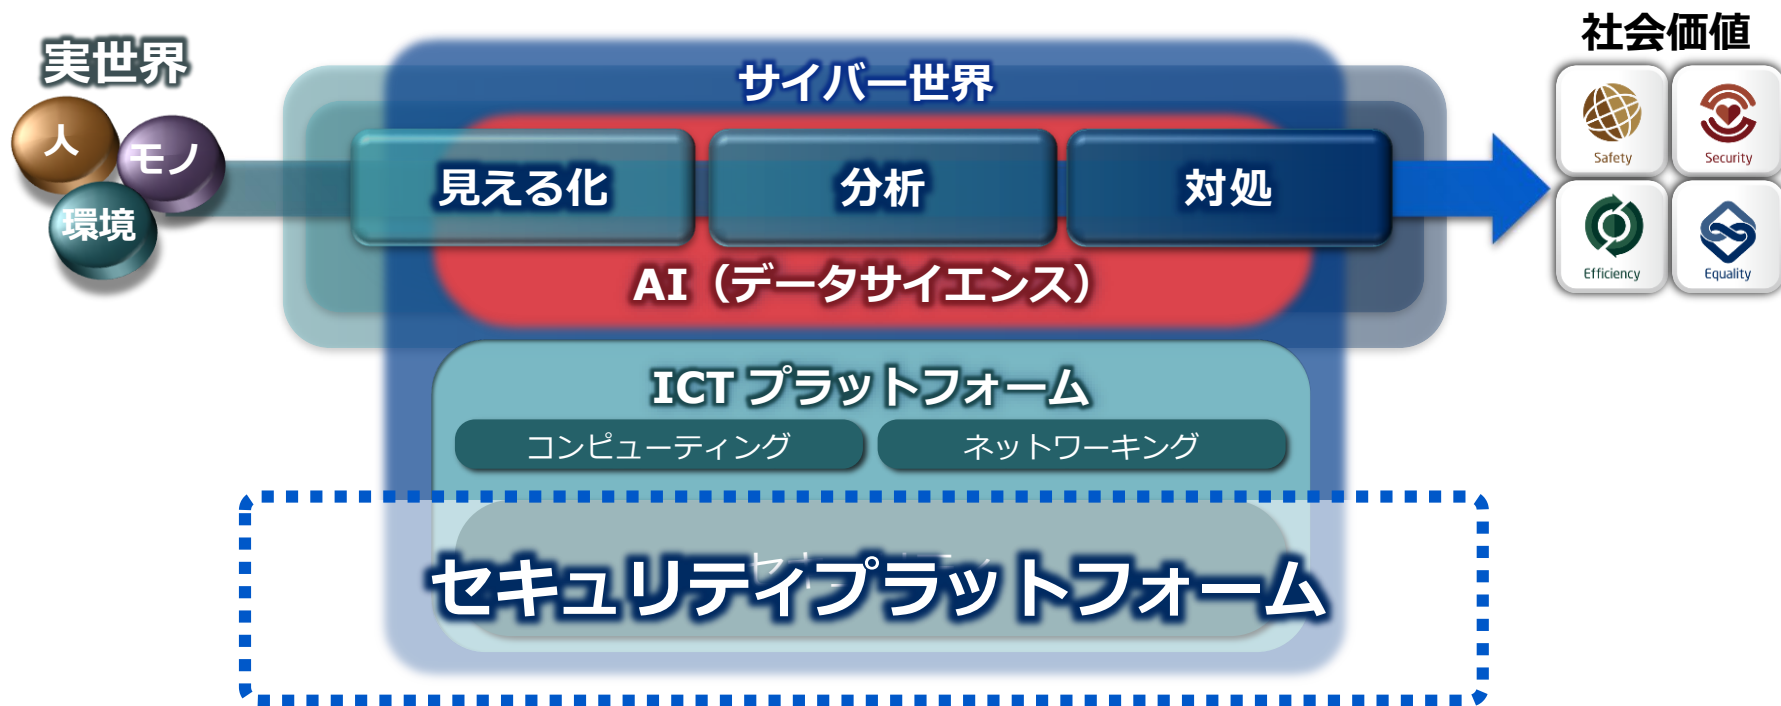 実世界
人
モノ
環境
サイバー世界
見える化
分析
対処
AI（データサイエンス）
ICT プラットフォーム
コンピューティング
ネットワーキング
セキュリティプラットフォーム
社会価値
Safety
Security
Efficiency
Equality